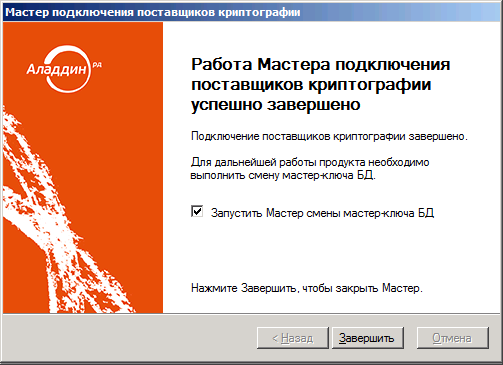 Мастер подключения поставщиков криптографии
Аладдин РД
Работа Мастера подключения
поставщиков криптографии
успешно завершено
Подключение поставщиков криптографии завершено.
Для дальнейшей работы продукта необходимо
выполнить смену мастер-ключа БД.
Запустить Мастер смены мастер-ключа БД
Нажмите Завершить, чтобы закрыть Мастер.
< Назад
Завершить
Отмена